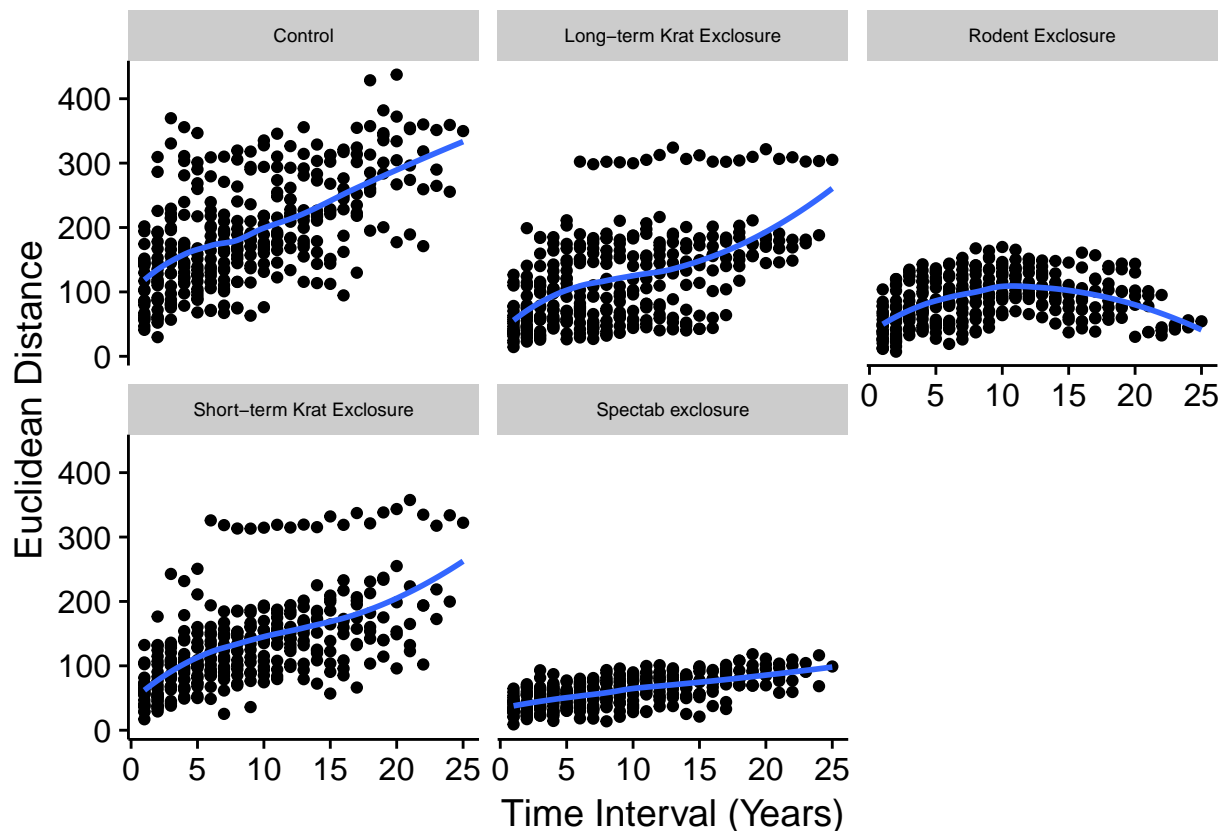 Control
Long−term Krat Exclosure
Rodent Exclosure
400
300
200
100
0
0 5 10 15 20 25
Short−term Krat Exclosure
Spectab exclosure
400
300
200
100
0
0 5 10 15 20 25
0 5 10 15 20 25
Euclidean Distance
Time Interval (Years)